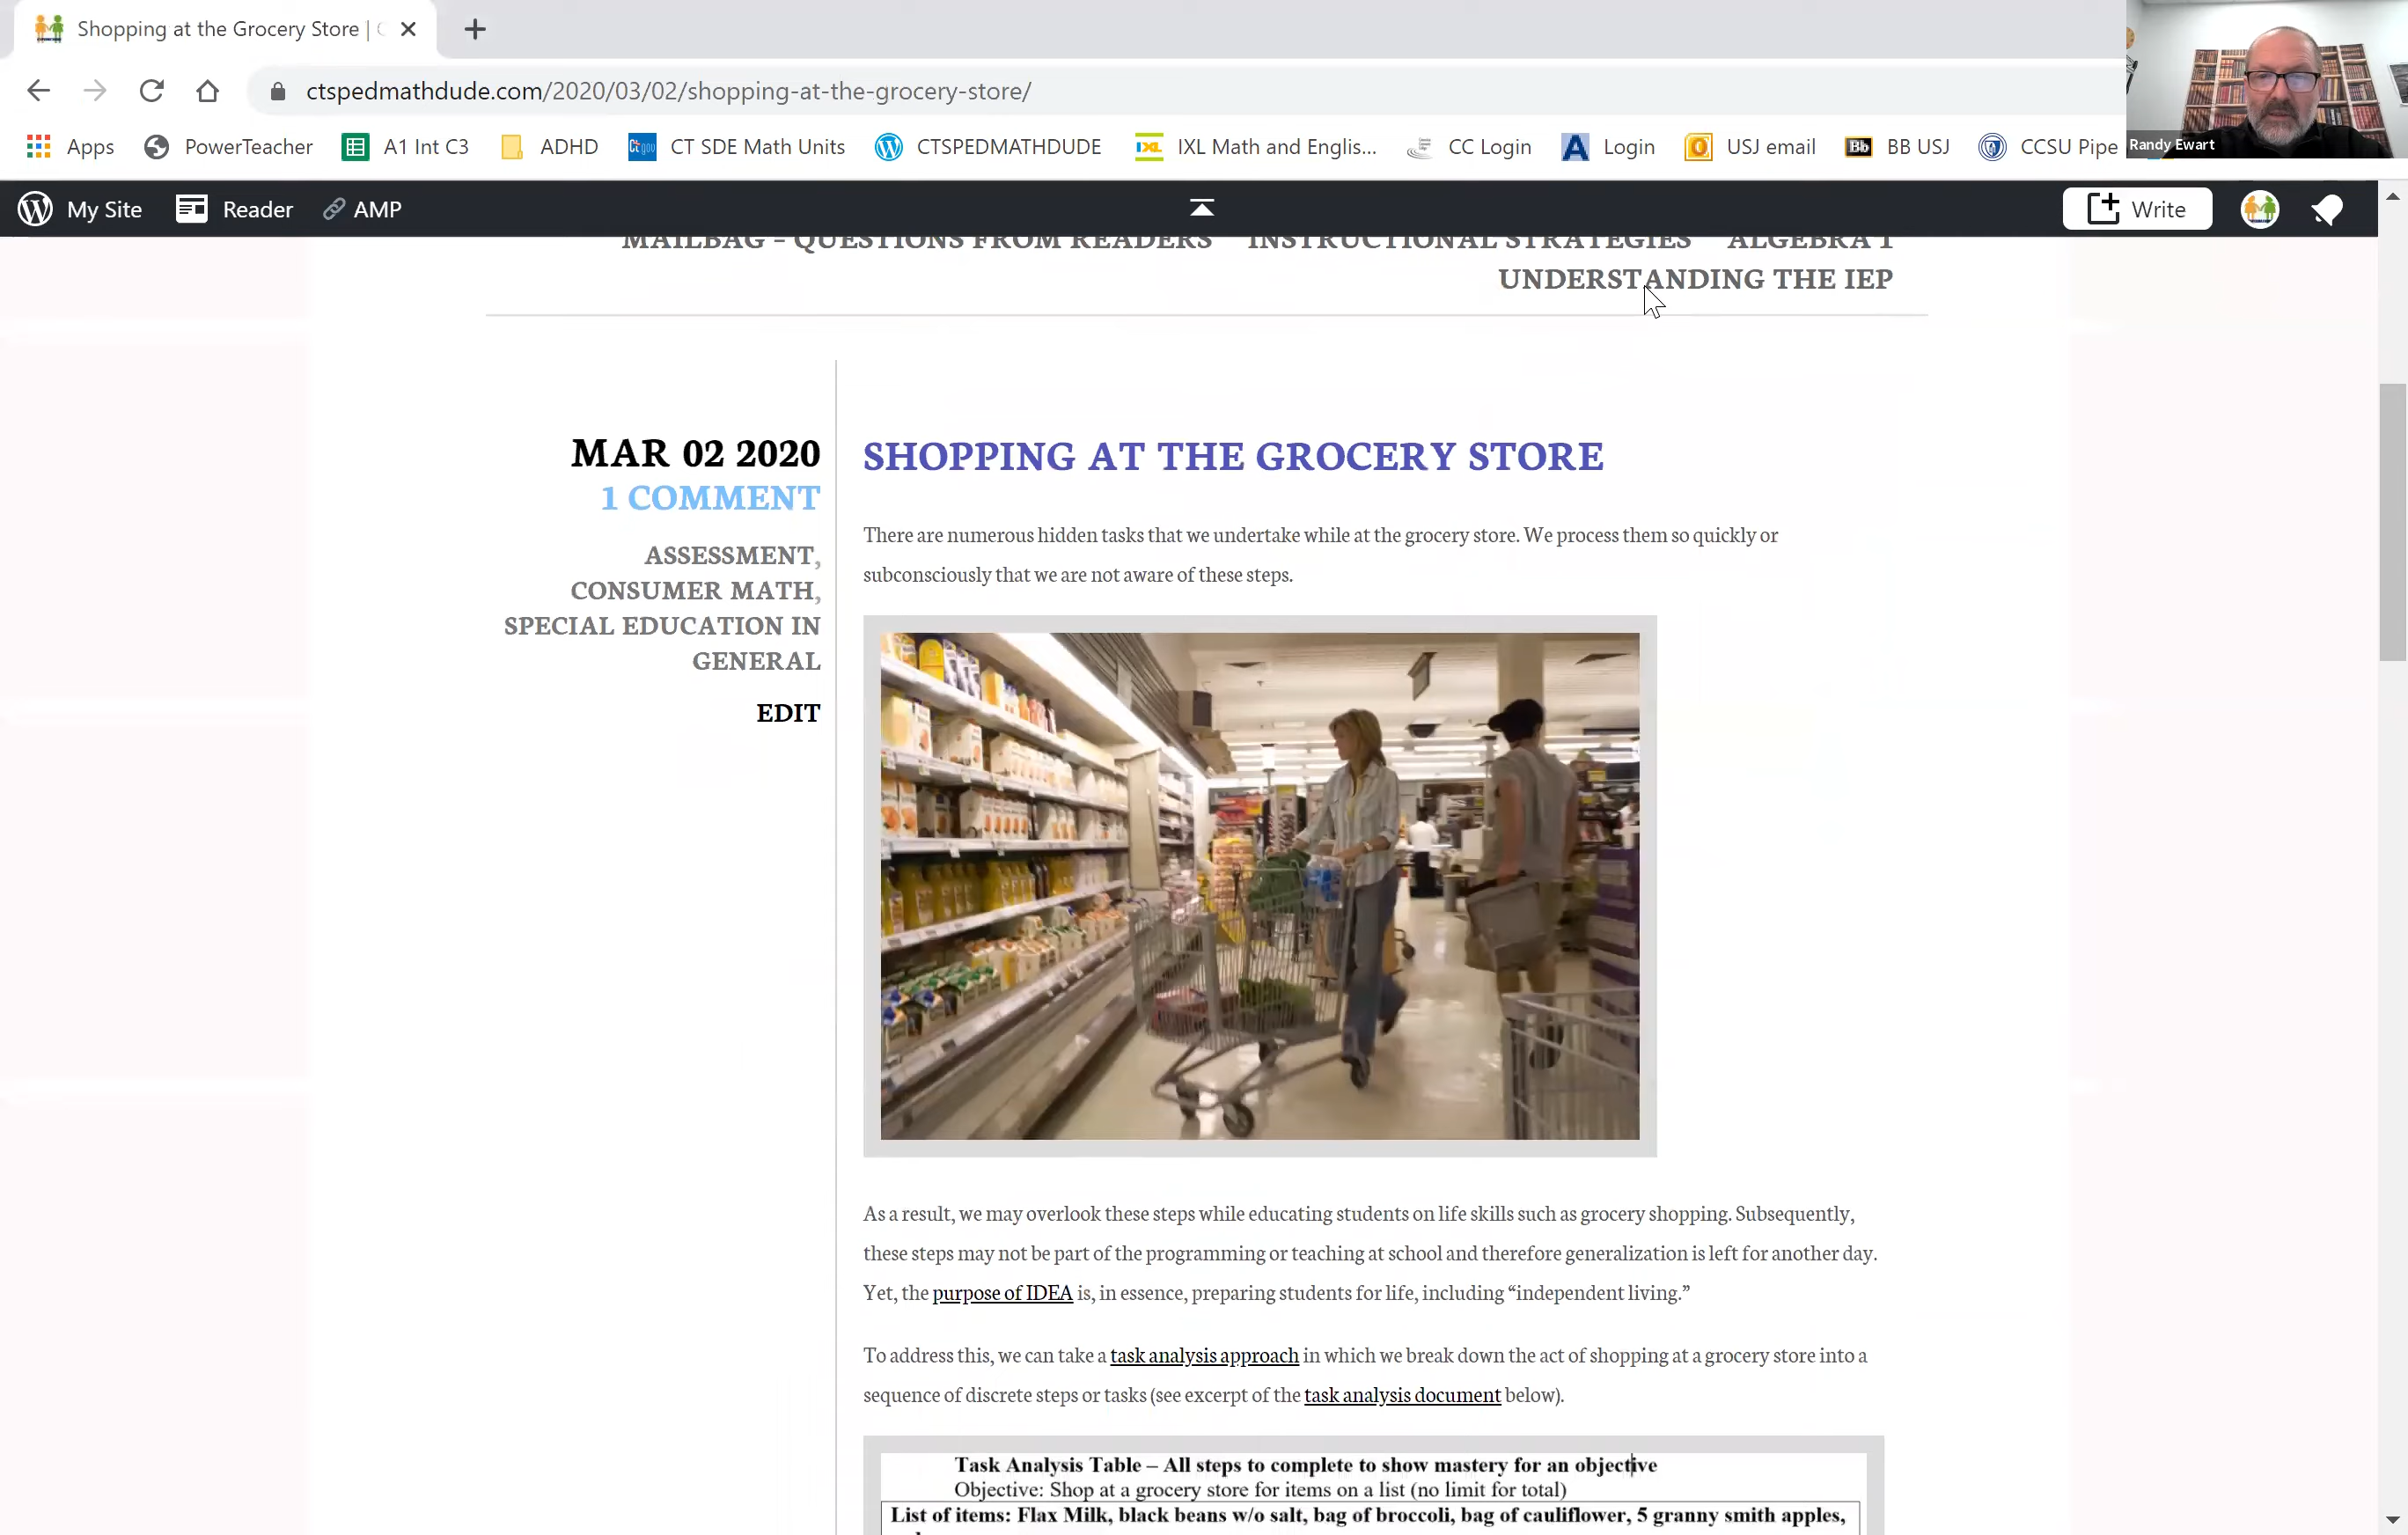 Shopping at the Grocery Store |
ctspedmathdude.com/2020/03/02/shopping-at-the-grocery-store/
Apps PowerTeacher A1 Int C3 ADHD Ct gov CT SDE Math Units CTSPEDMATHDUDE IXL IXL Math and Englis... CC Login A Login USJ email Bb BB USJ CCSU Pipe
Randy Ewart
My Site Reader AMP Write
MAILBAG – QUESTIONS FROM READERS INSTRUCTIONAL STRATEGIES ALGEBRA 1
UNDERSTANDING THE IEP
MAR 02 2020
1 COMMENT
ASSESSMENT,
CONSUMER MATH,
SPECIAL EDUCATION IN
GENERAL
EDIT
SHOPPING AT THE GROCERY STORE
There are numerous hidden tasks that we undertake while at the grocery store. We process them so quickly or
subconsciously that we are not aware of these steps.
As a result, we may overlook these steps while educating students on life skills such as grocery shopping. Subsequently,
these steps may not be part of the programming or teaching at school and therefore generalization is left for another day.
Yet, the purpose of IDEA is, in essence, preparing students for life, including “independent living.”
To address this, we can take a task analysis approach in which we break down the act of shopping at a grocery store into a
sequence of discrete steps or tasks (see excerpt of the task analysis document below).
Task Analysis Table – All steps to complete to show mastery for an objective
Objective: Shop at a grocery store for items on a list (no limit for total)
List of items: Flax Milk, black beans w/o salt, bag of broccoli, bag of cauliflower, 5 granny smith apples,